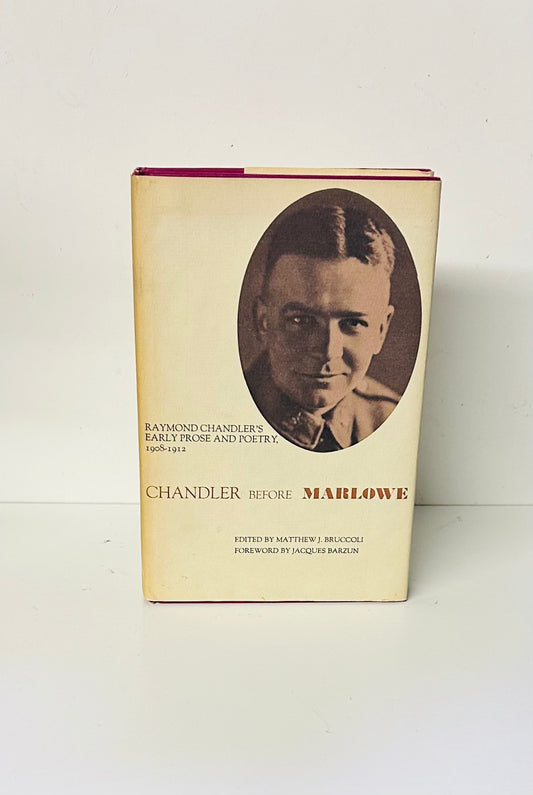 RAYMOND CHANDLER'S
EARLY PROSE AND POETRY,
1908-1912
CHANDLER BEFORE MARLOWE
EDITED BY MATTHEW J. BRUCCOLI
FOREWORD BY JACQUES BARZUN